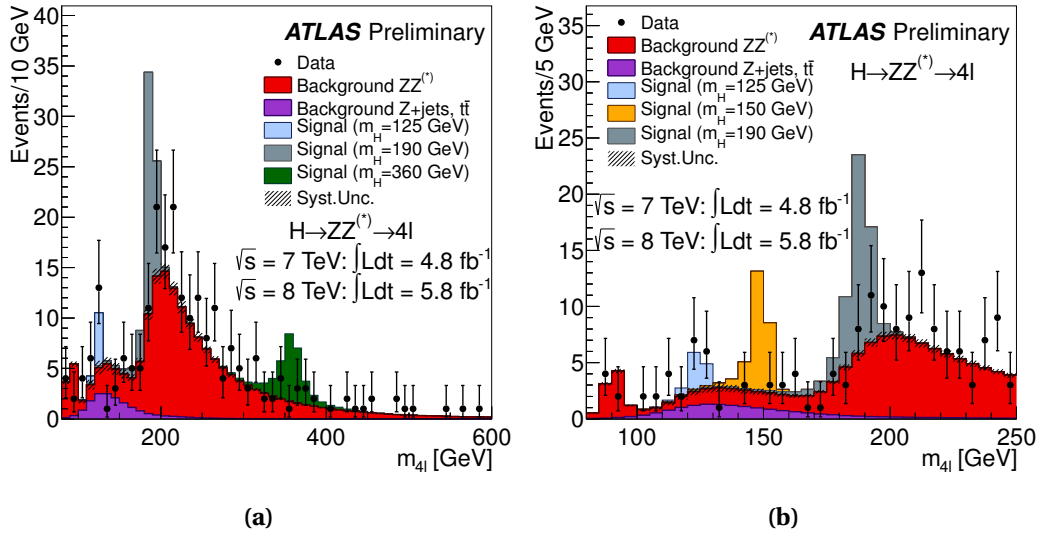 Events/10 GeV
40
35
30
25
20
15
10
5
0
200
400
600
m4l [GeV]
ATLAS Preliminary
Data
Background ZZ(*)
Background Z+jets, tt̄
Signal (mH=125 GeV)
Signal (mH=190 GeV)
Signal (mH=360 GeV)
Syst.Unc.
H→ZZ(*)→4l
√s = 7 TeV: ∫Ldt = 4.8 fb-1
√s = 8 TeV: ∫Ldt = 5.8 fb-1
(a)
Events/5 GeV
35
30
25
20
15
10
5
0
100
150
200
250
m4l [GeV]
Data
ATLAS Preliminary
Background ZZ(*)
H→ZZ(*)→4l
Background Z+jets, tt̄
Signal (mH=125 GeV)
Signal (mH=150 GeV)
Signal (mH=190 GeV)
Syst.Unc.
√s = 7 TeV: ∫Ldt = 4.8 fb-1
√s = 8 TeV: ∫Ldt = 5.8 fb-1
(b)